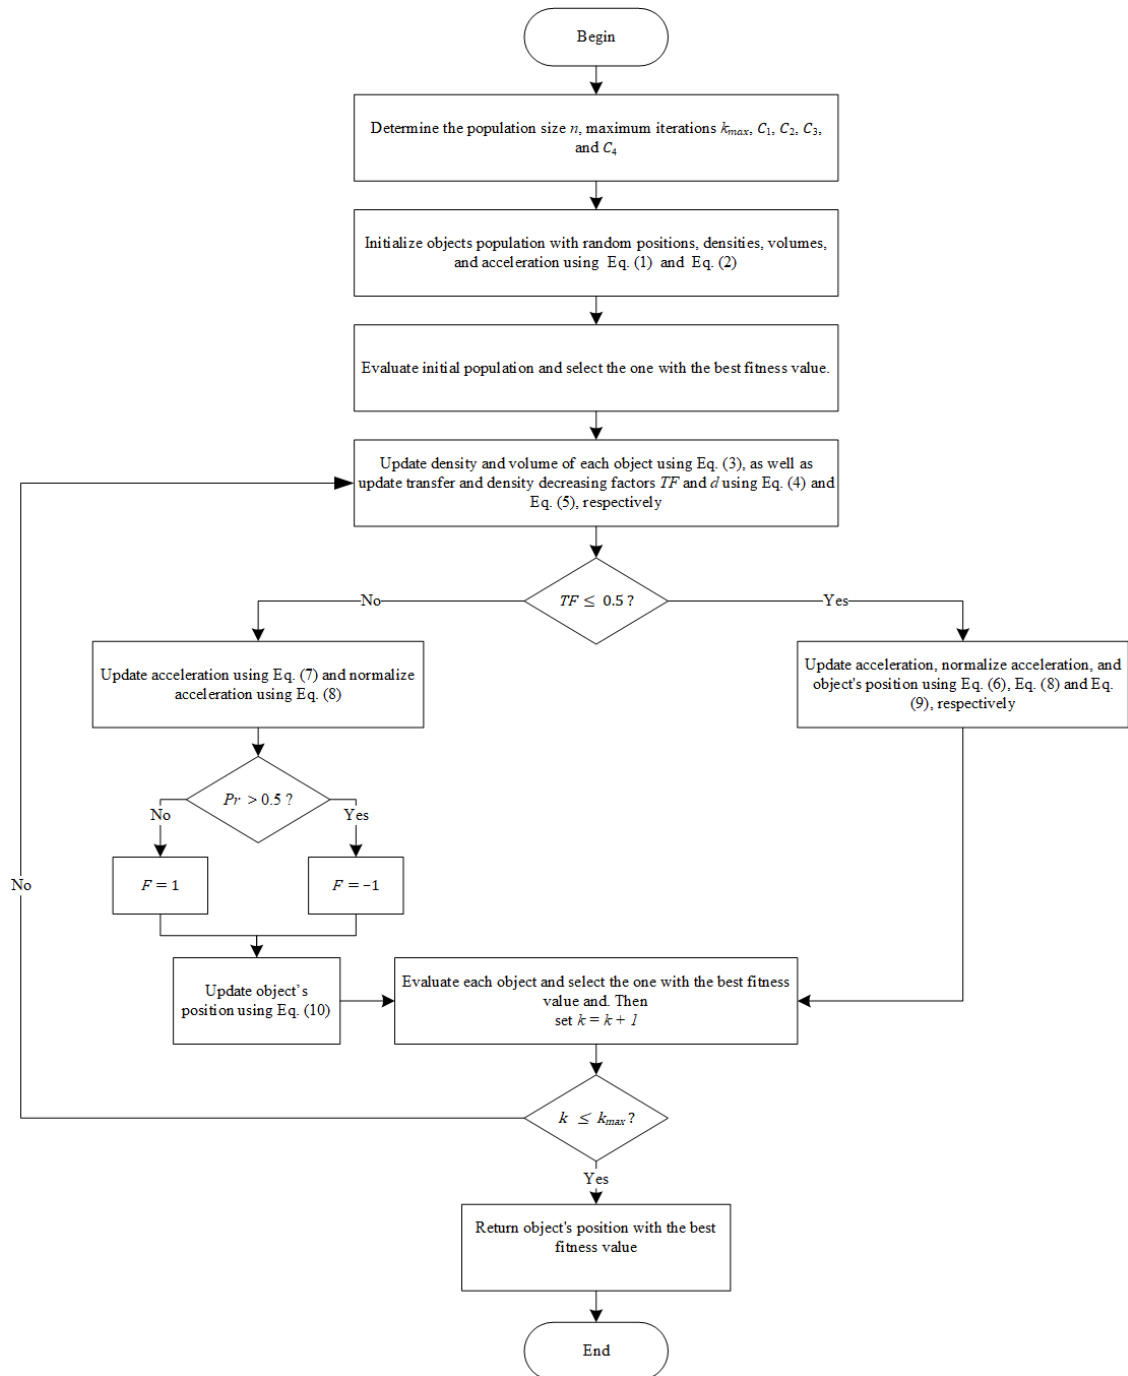 Begin
Determine the population size n, maximum iterations kmax, C1, C2, C3,
and C4
Initialize objects population with random positions, densities, volumes,
and acceleration using Eq. (1) and Eq. (2)
Evaluate initial population and select the one with the best fitness value.
Update density and volume of each object using Eq. (3), as well as
update transfer and density decreasing factors TF and d using Eq. (4) and
Eq. (5), respectively
TF ≤ 0.5 ?
No
Yes
Update acceleration using Eq. (7) and normalize
acceleration using Eq. (8)
Update acceleration, normalize acceleration, and
object's position using Eq. (6), Eq. (8) and Eq.
(9), respectively
Pr > 0.5 ?
No
Yes
F = 1
F = –1
No
Update object's
position using Eq. (10)
Evaluate each object and select the one with the best fitness
value and. Then
set k = k + 1
k ≤ kmax ?
Yes
Return object's position with the best
fitness value
End